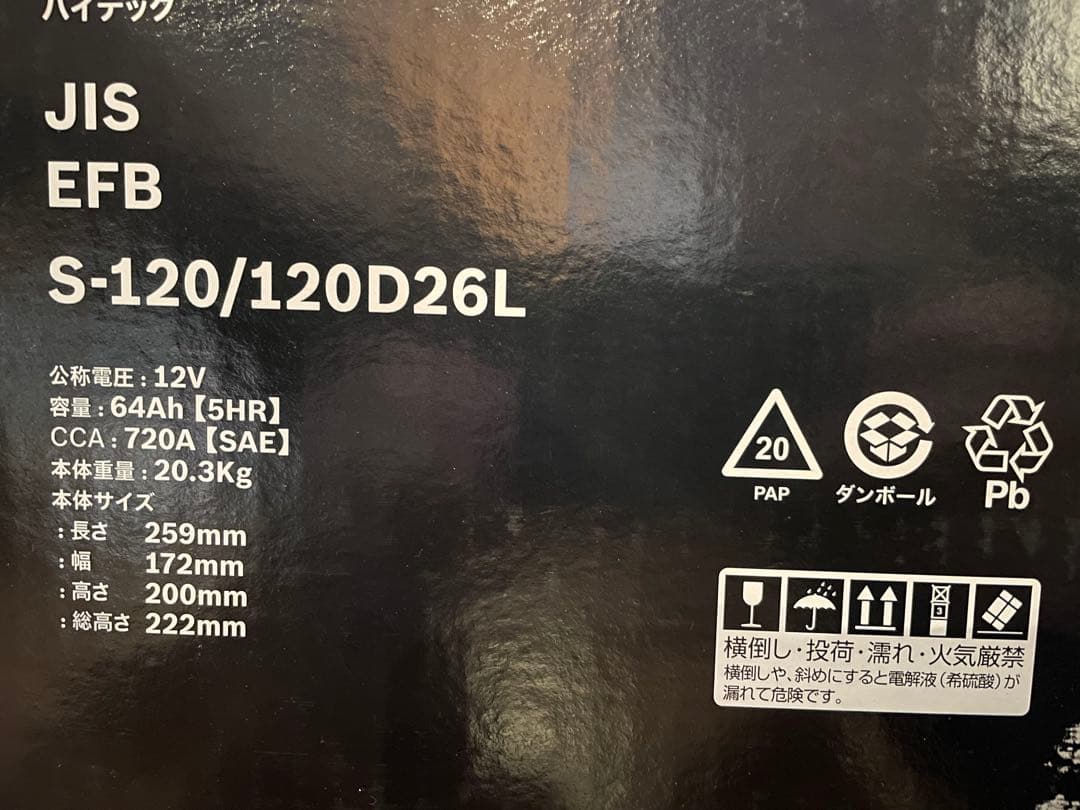 ハイテック
JIS
EFB
S-120/120D26L
公称電圧：12V
容量：64Ah【5HR】
CCA：720A【SAE】
本体重量：20.3Kg
本体サイズ
：長さ 259mm
：幅 172mm
：高さ 200mm
：総高さ 222mm
20
PAP
ダンボール
Pb
3
横倒し・投荷・濡れ・火気厳禁
横倒しや、斜めにすると電解液（希硫酸）が
漏れて危険です。